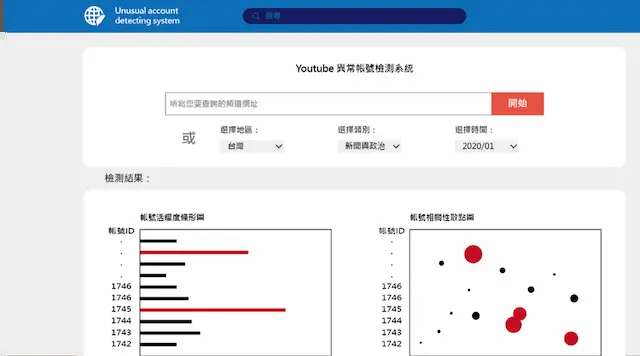 Unusual account
detecting system
搜尋
Youtube 異常帳號檢測系統
填寫您要查詢的頻道網址
開始
或
選擇地區：
台灣
選擇類別：
新聞與政治
選擇時間：
2020/01
檢測結果：
帳號活躍度條形圖
帳號ID
.
.
.
.
1746
1746
1745
1744
1743
1742
帳號相關性散點圖
帳號ID
.
.
.
.
1746
1746
1745
1744
1743
1742